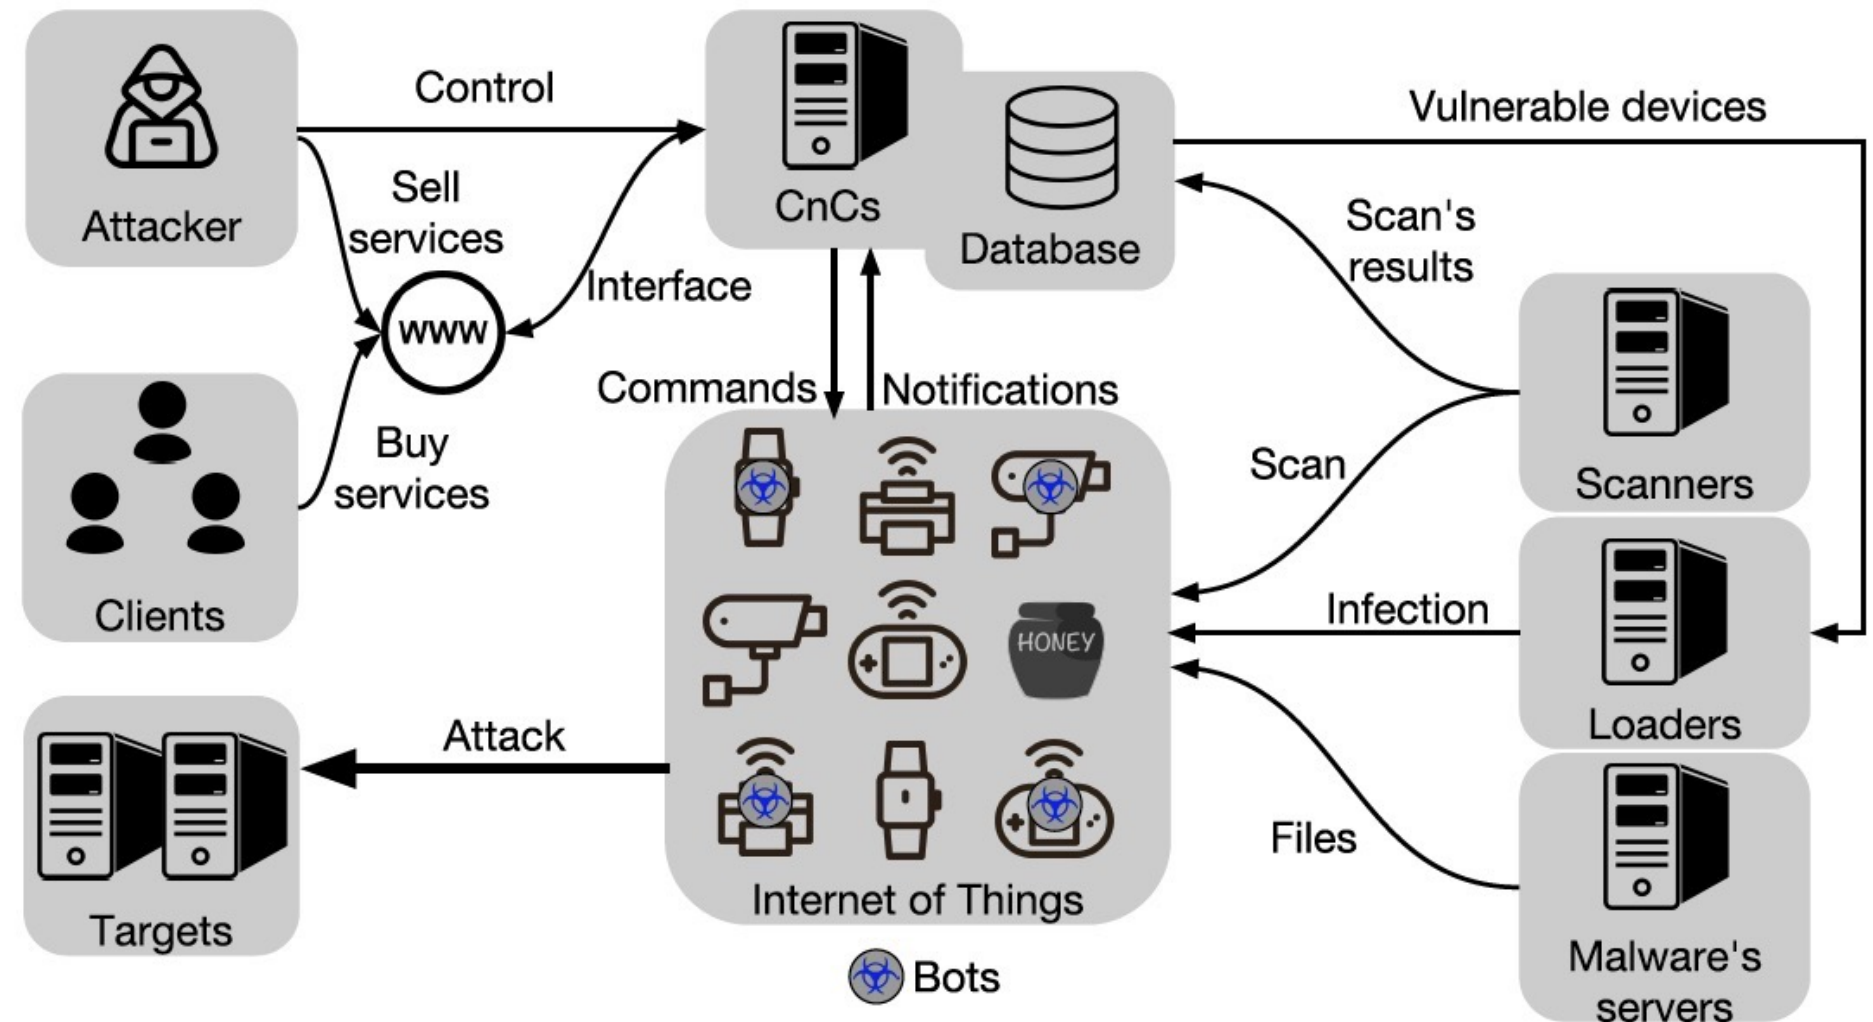 Attacker
Control
Sell
services
WWW
Interface
Buy
services
Clients
CnCs
Database
Vulnerable devices
Scan's
results
Commands
Notifications
Scan
Scanners
Infection
Loaders
HONEY
Attack
Targets
Files
Internet of Things
Malware's
servers
Bots